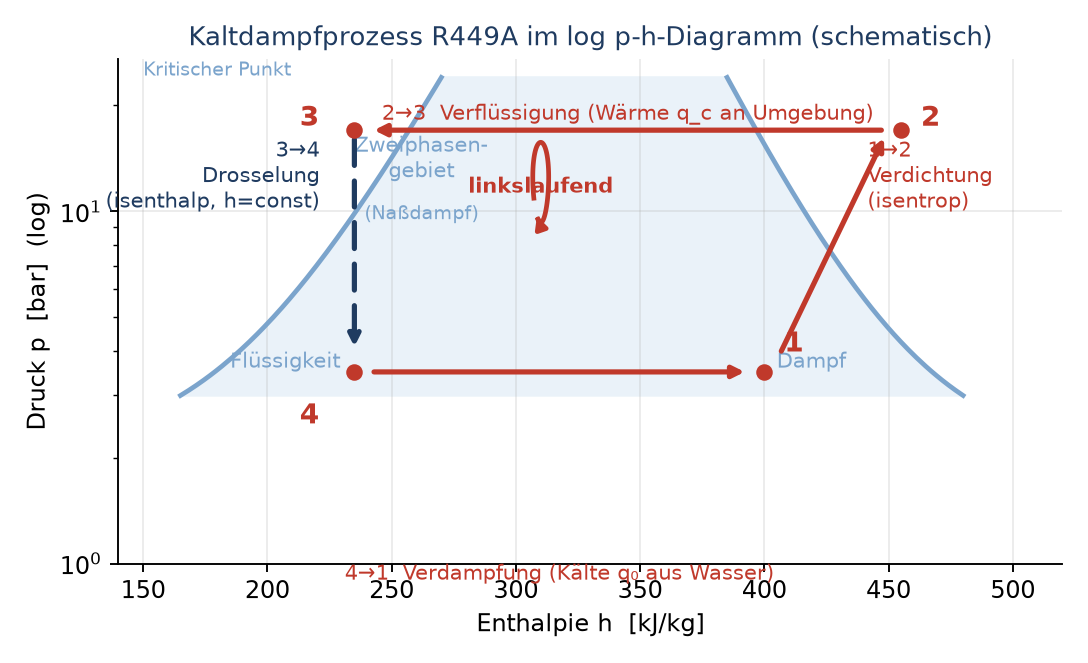 Kaltdampfprozess R449A im log p-h-Diagramm (schematisch)
Kritischer Punkt
3
2→3 Verflüssigung (Wärme q_c an Umgebung)
2
3→4
Drosselung
(isenthalp, h=const)
Zweiphasen-
gebiet
(Naßdampf)
linkslaufend
1→2
Verdichtung
(isentrop)
10¹
Druck p [bar] (log)
Flüssigkeit
1
Dampf
4
10⁰
4→1 Verdampfung (Kälte q₀ aus Wasser)
150 200 250 300 350 400 450 500
Enthalpie h [kJ/kg]